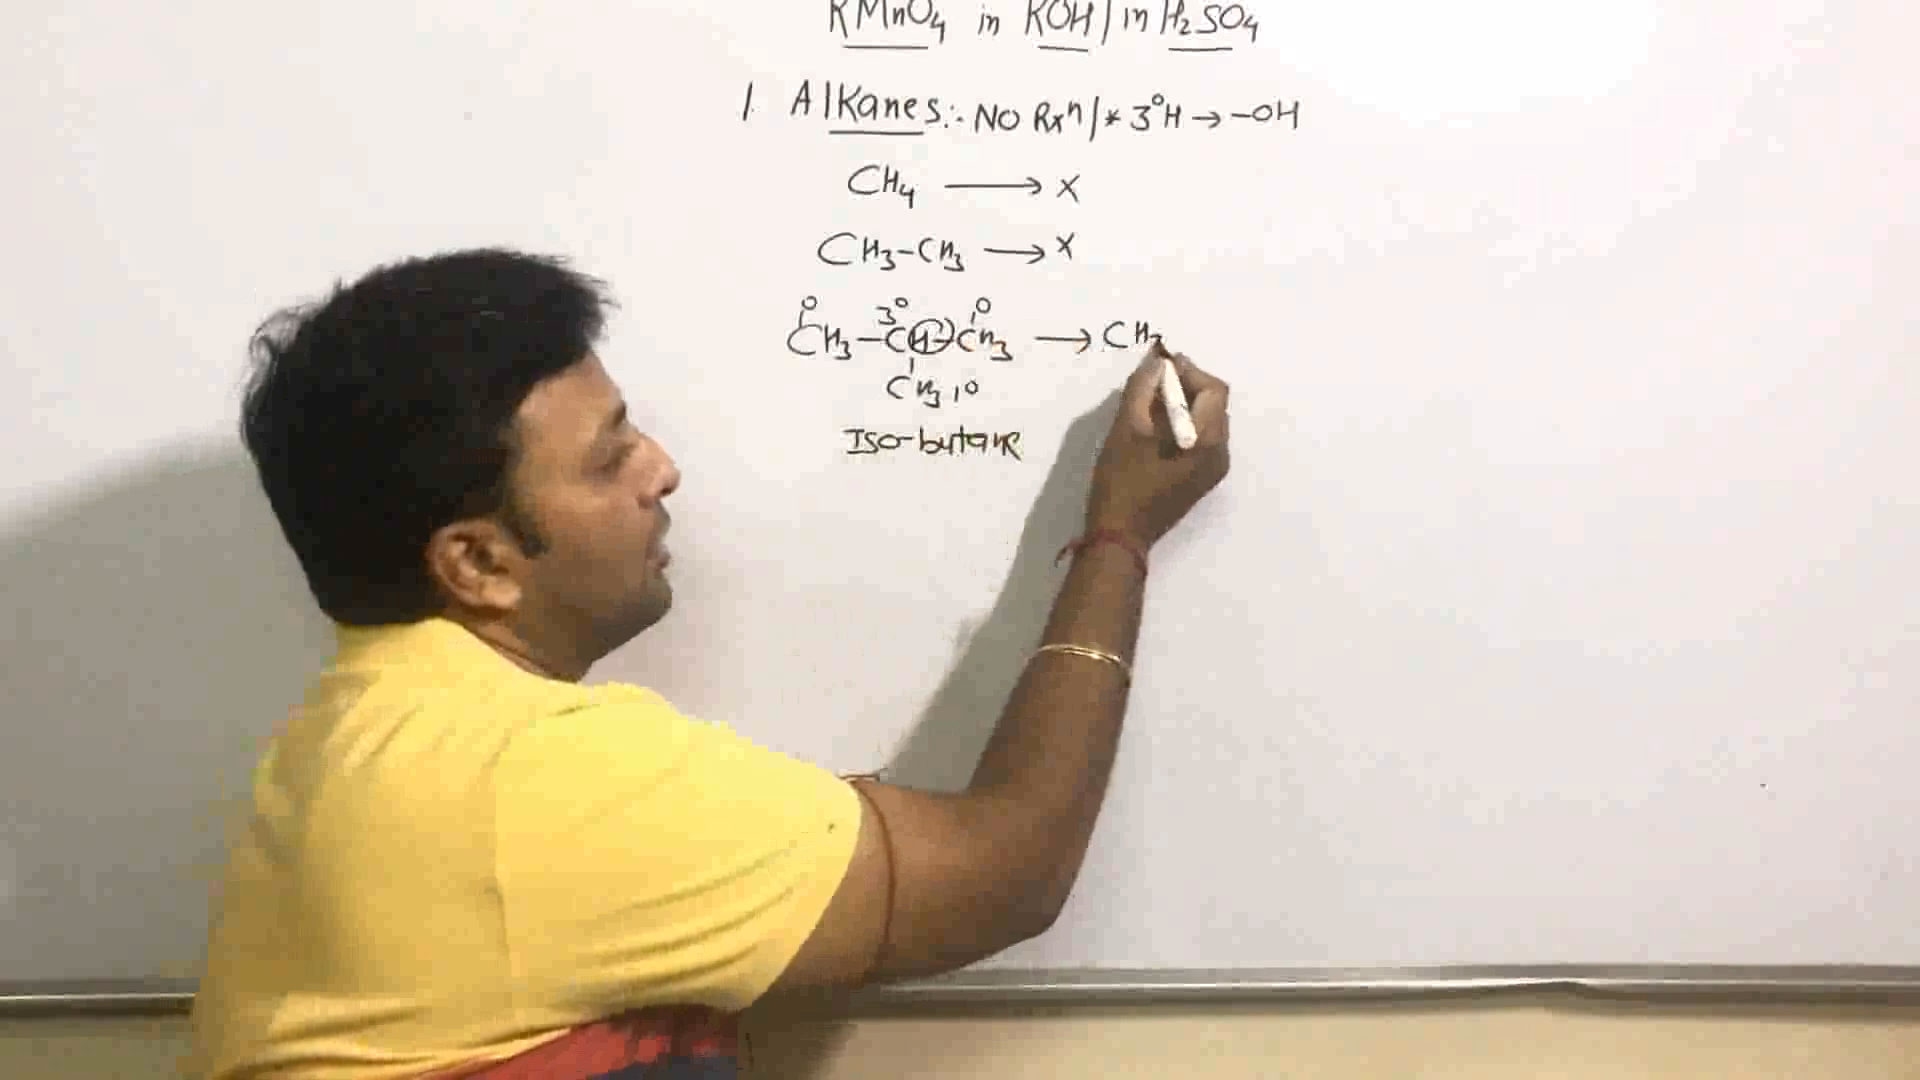 KMnO4 in KOH / in H2SO4
1. Alkanes:- NO Rxn / * 3°H → -OH
CH4 → X
CH3-CH3 → X
1° 3° 1°
CH3-CH-CH3 → CH3
CH3 1°
Iso-butane